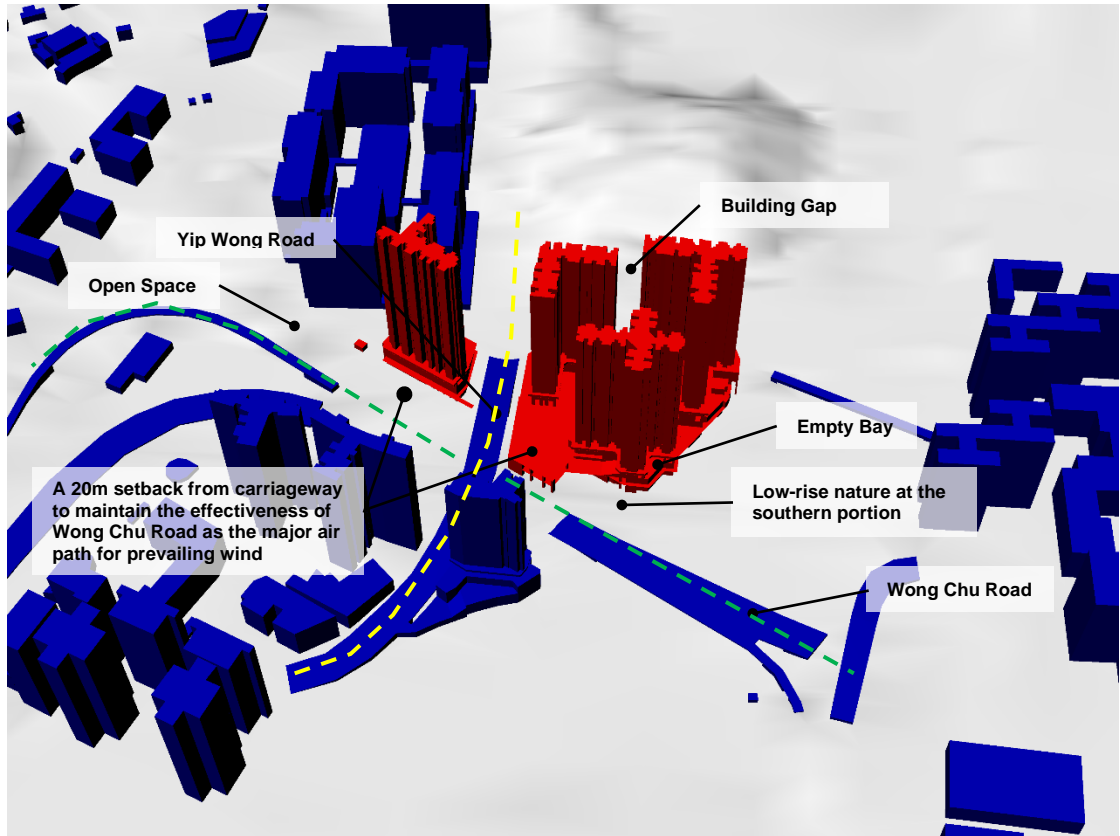 Building Gap
Yip Wong Road
Open Space
Empty Bay
A 20m setback from carriageway
to maintain the effectiveness of
Wong Chu Road as the major air
path for prevailing wind
Low-rise nature at the
southern portion
Wong Chu Road